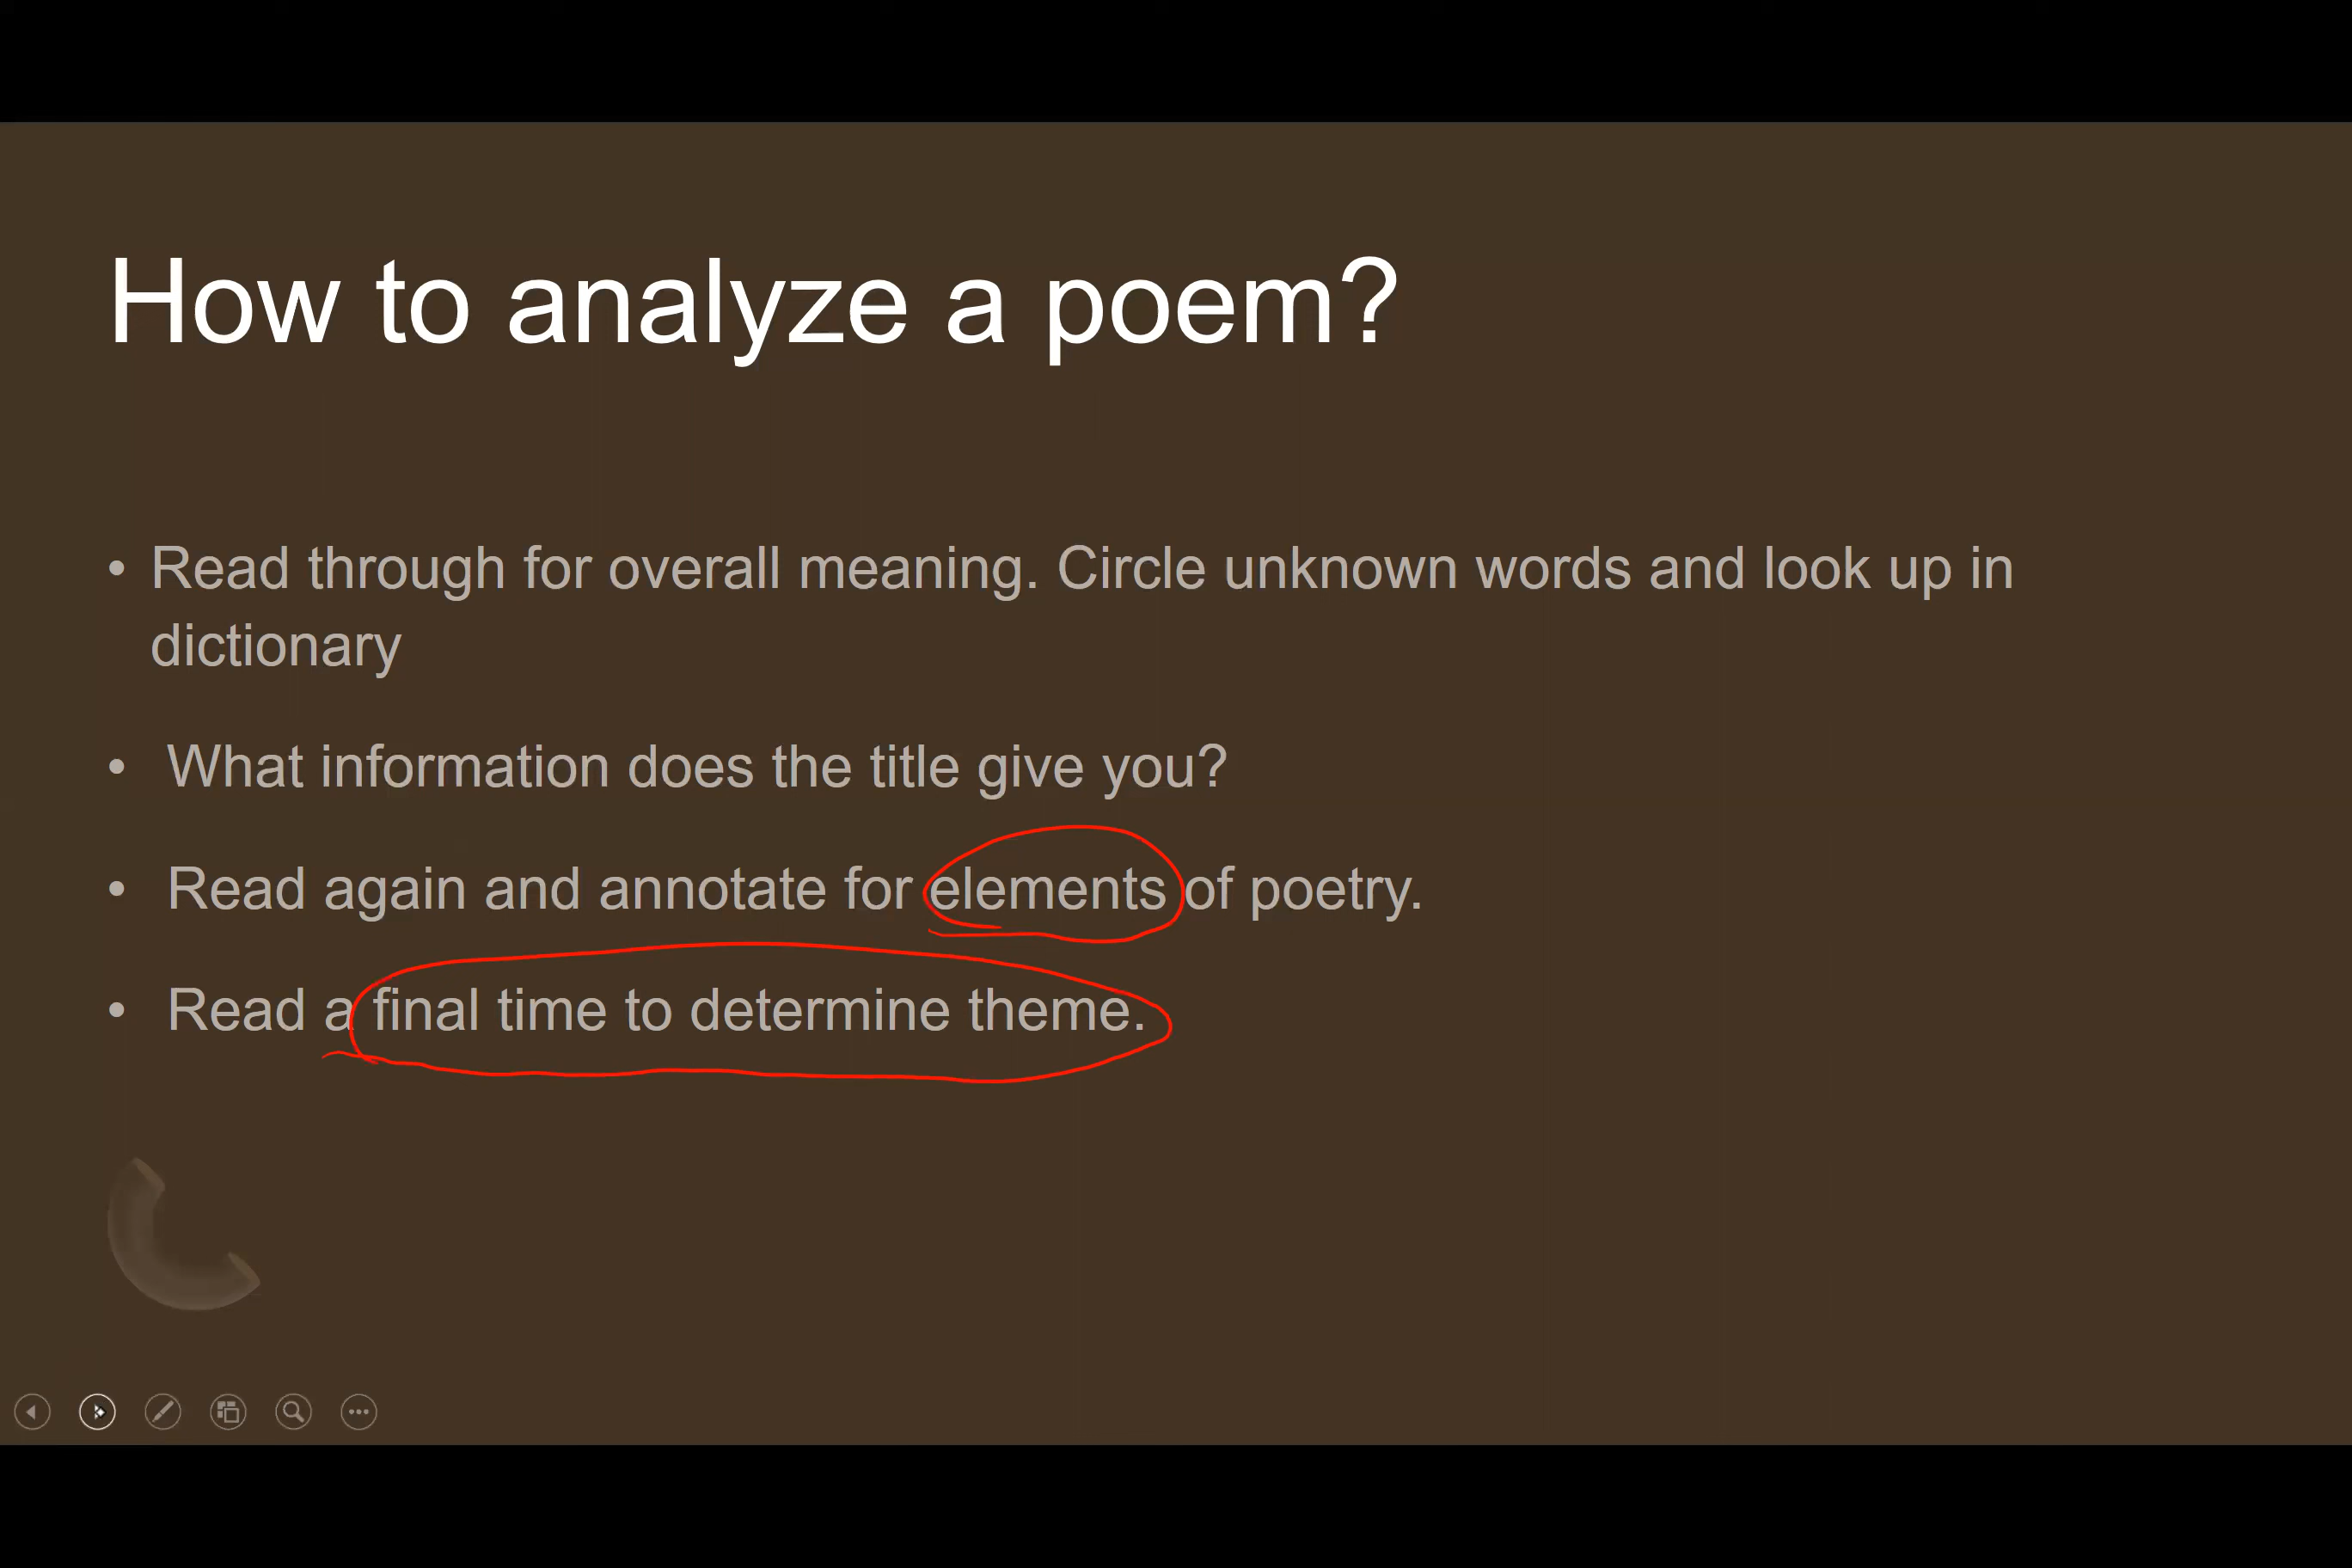 How to analyze a poem?
• Read through for overall meaning. Circle unknown words and look up in
dictionary
• What information does the title give you?
• Read again and annotate for elements of poetry.
• Read a final time to determine theme.